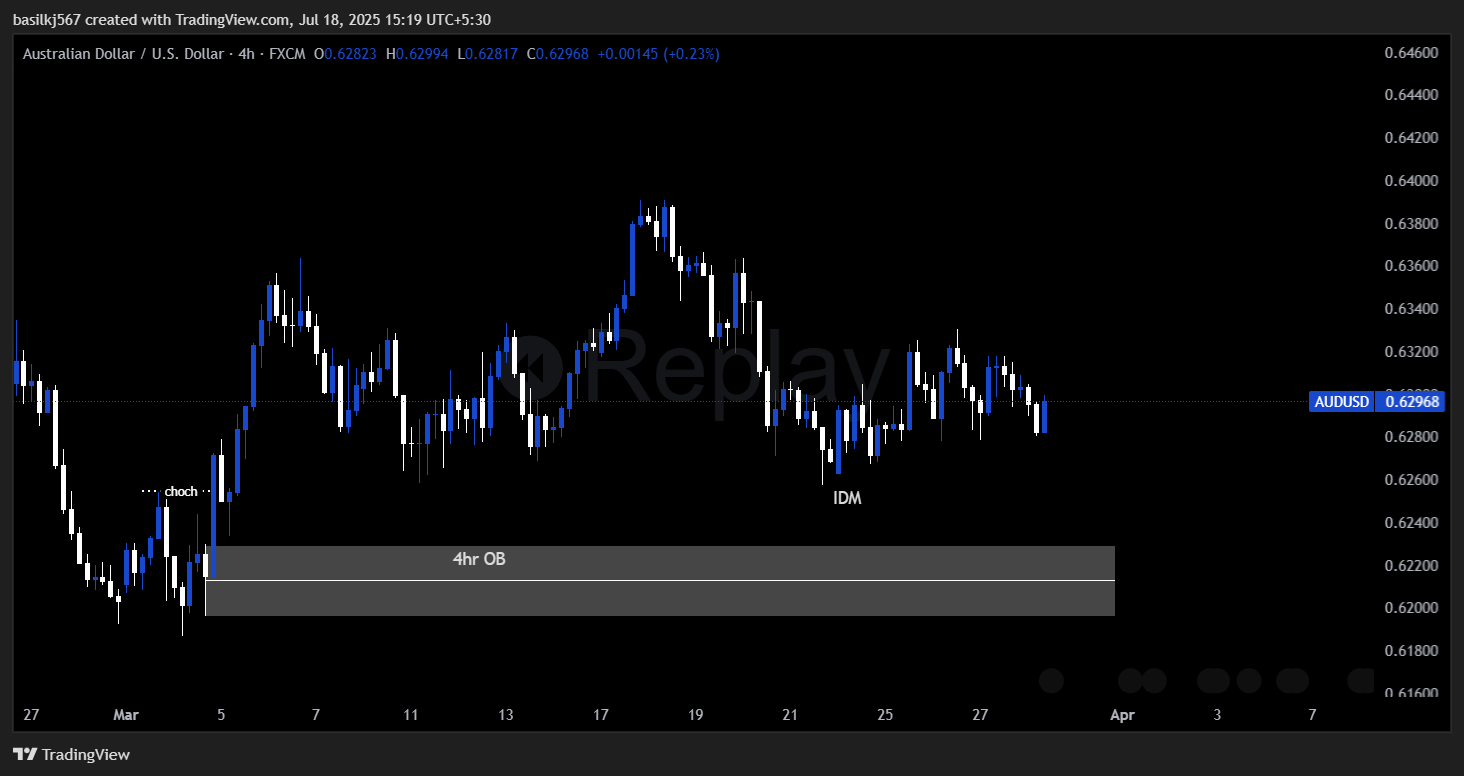 basilkj567 created with TradingView.com, Jul 18, 2025 15:19 UTC+5:30
Australian Dollar / U.S. Dollar · 4h · FXCM O0.62823 H0.62994 L0.62817 C0.62968 +0.00145 (+0.23%)
0.64600
0.64400
0.64200
0.64000
0.63800
0.63600
0.63400
0.63200
Replay
AUDUSD 0.62968
0.62800
0.62600
choch
IDM
0.62400
4hr OB
0.62200
0.62000
0.61800
0.61600
27 Mar 5 7 11 13 17 19 21 25 27 Apr 3 7
TradingView